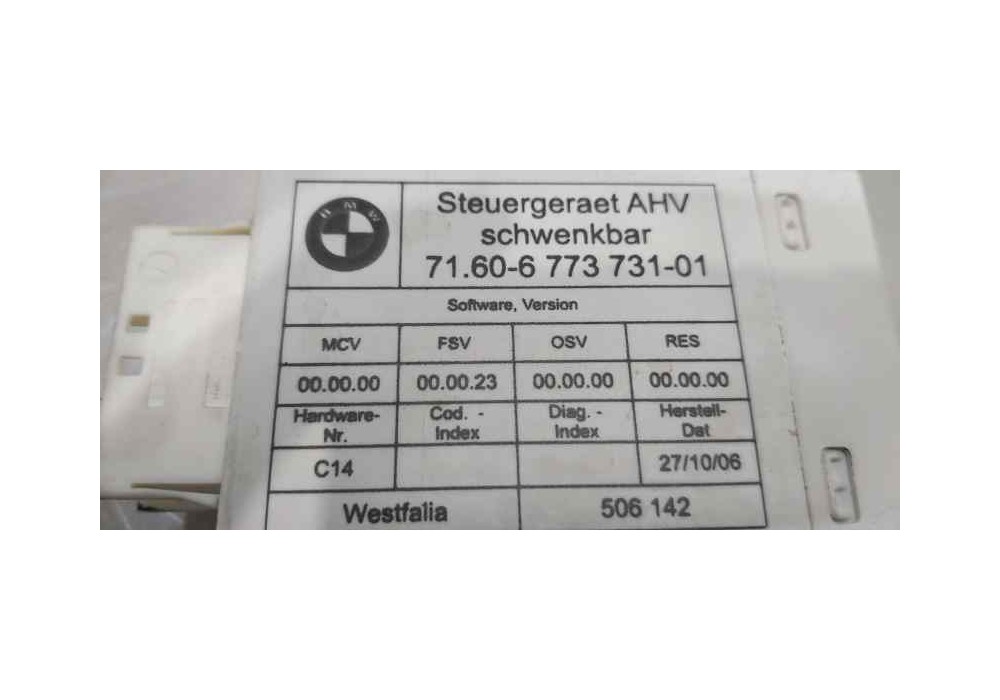 BMW
Steuergeraet AHV
schwenkbar
71.60-6 773 731-01
Software, Version
MCV FSV OSV RES
00.00.00 00.00.23 00.00.00 00.00.00
Hardware- Cod. - Diag. - Herstell-
Nr. Index Index Dat
C14 27/10/06
Westfalia 506 142